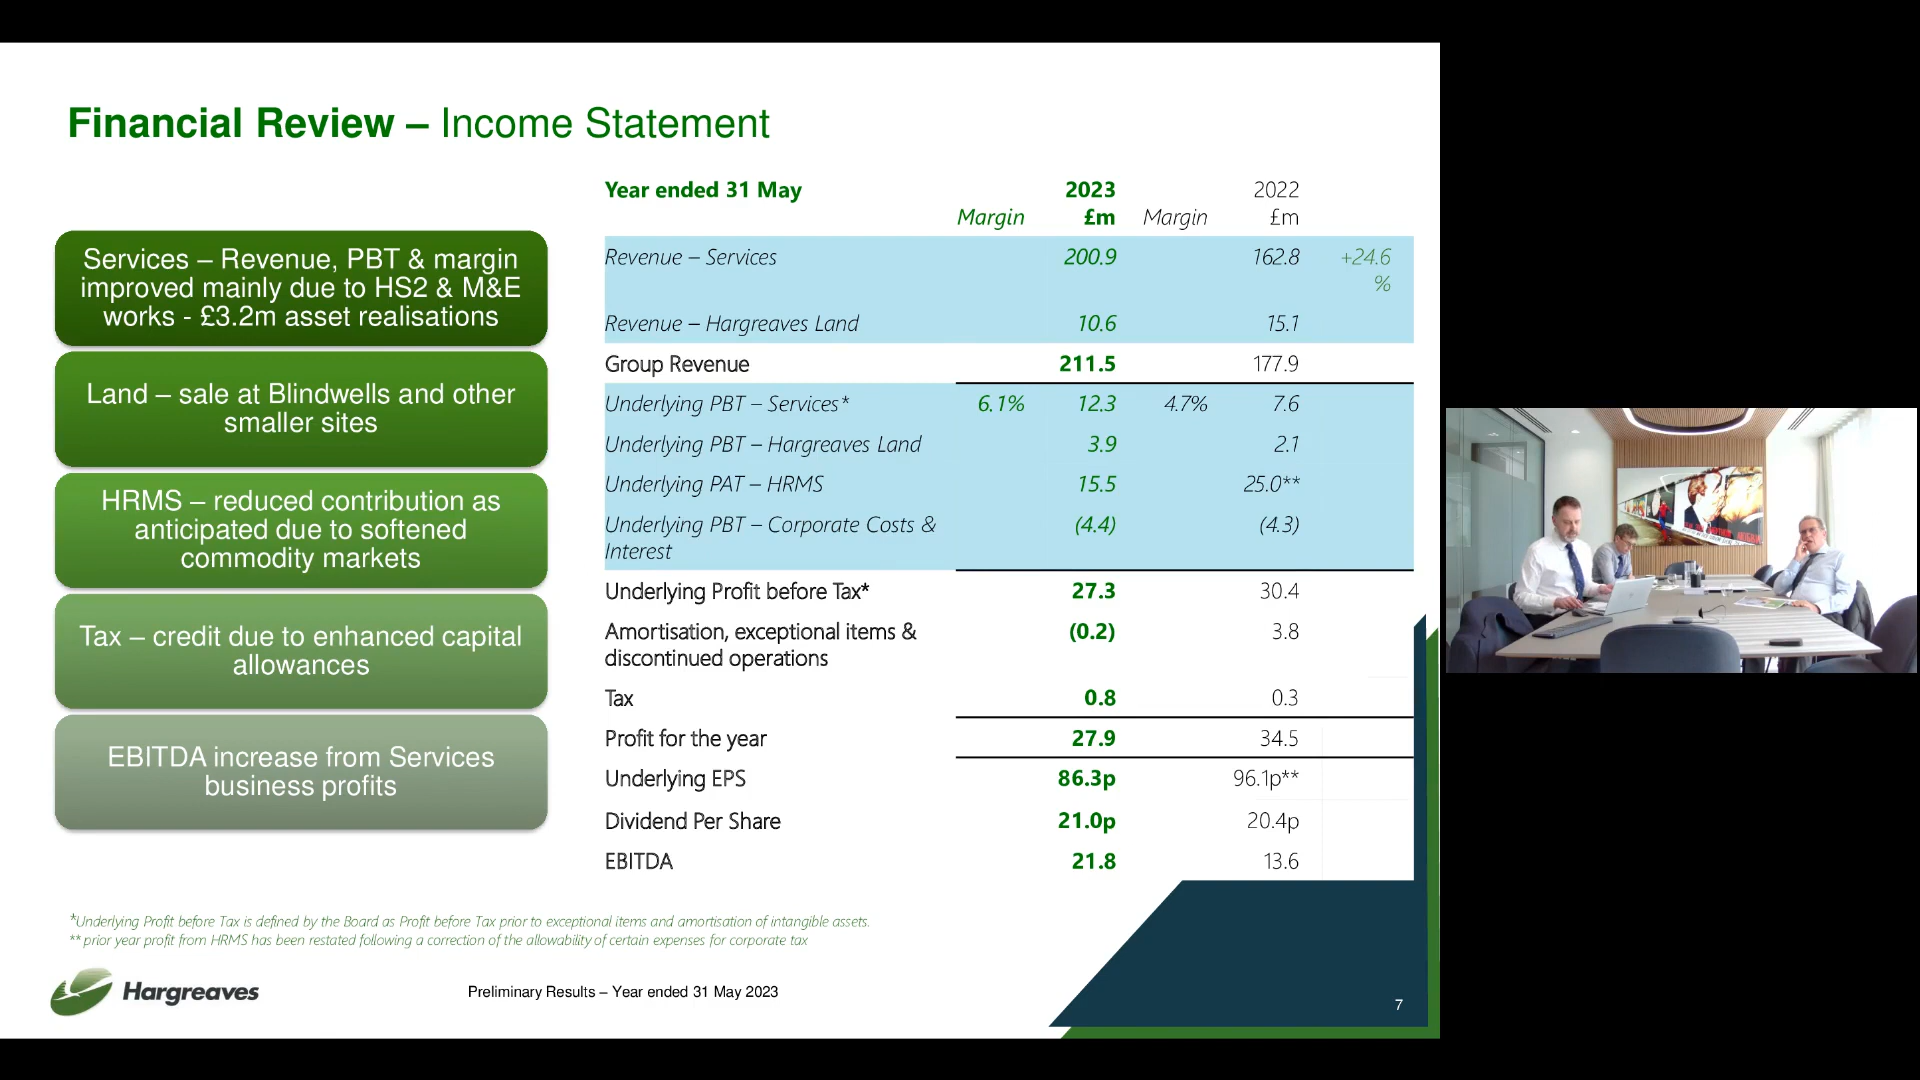 Financial Review – Income Statement
Services – Revenue, PBT & margin
improved mainly due to HS2 & M&E
works - £3.2m asset realisations
Land – sale at Blindwells and other
smaller sites
HRMS – reduced contribution as
anticipated due to softened
commodity markets
Tax – credit due to enhanced capital
allowances
EBITDA increase from Services
business profits
Year ended 31 May 2023 2022
Margin £m Margin £m
Revenue – Services 200.9 162.8 +24.6
%
Revenue – Hargreaves Land 10.6 15.1
Group Revenue 211.5 177.9
Underlying PBT – Services* 6.1% 12.3 4.7% 7.6
Underlying PBT – Hargreaves Land 3.9 2.1
Underlying PAT – HRMS 15.5 25.0**
Underlying PBT – Corporate Costs & (4.4) (4.3)
Interest
Underlying Profit before Tax* 27.3 30.4
Amortisation, exceptional items & (0.2) 3.8
discontinued operations
Tax 0.8 0.3
Profit for the year 27.9 34.5
Underlying EPS 86.3p 96.1p**
Dividend Per Share 21.0p 20.4p
EBITDA 21.8 13.6
*Underlying Profit before Tax is defined by the Board as Profit before Tax prior to exceptional items and amortisation of intangible assets.
** prior year profit from HRMS has been restated following a correction of the allowability of certain expenses for corporate tax
Hargreaves
Preliminary Results – Year ended 31 May 2023
7